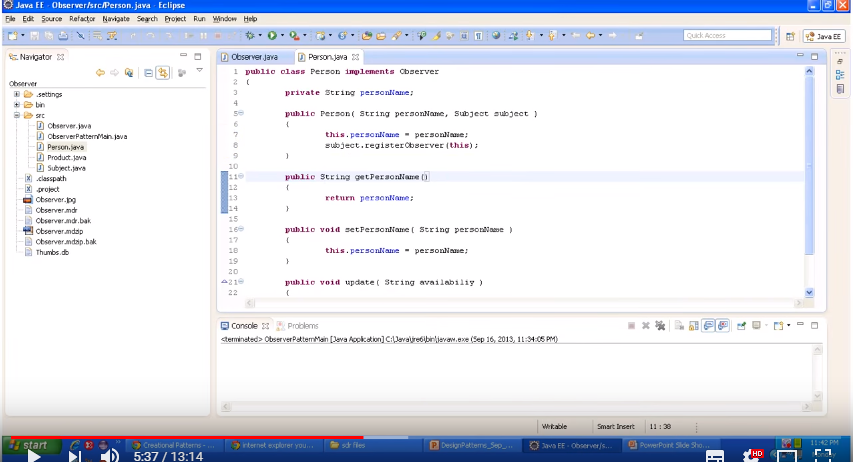 Java EE - Observer/src/Person.java - Eclipse
File Edit Source Refactor Navigate Search Project Run Window Help
Quick Access
Java EE
Navigator
Observer
.settings
bin
src
Observer.java
ObserverPatternMain.java
Person.java
Product.java
Subject.java
.classpath
.project
Observer.jpg
Observer.mdr
Observer.mdr.bak
Observer.mdzip
Observer.mdzip.bak
Thumbs.db
Observer.java Person.java
1 public class Person implements Observer
2 {
3 private String personName;
4
5 public Person( String personName, Subject subject )
6 {
7 this.personName = personName;
8 subject.registerObserver(this);
9 }
10
11 public String getPersonName()
12 {
13 return personName;
14 }
15
16 public void setPersonName( String personName )
17 {
18 this.personName = personName;
19 }
20
21 public void update( String availabiliy )
22 {
Console Problems
<terminated> ObserverPatternMain [Java Application] C:\Java\jre6\bin\javaw.exe (Sep 16, 2013, 11:34:05 PM)
Writable Smart Insert 11 : 38
start Creational Patterns - ... internet explorer you... sdr files DesignPatterns_Sep_... Java EE - Observer/s... PowerPoint Slide Sho... 11:42 PM
5:37 / 13:14 HD